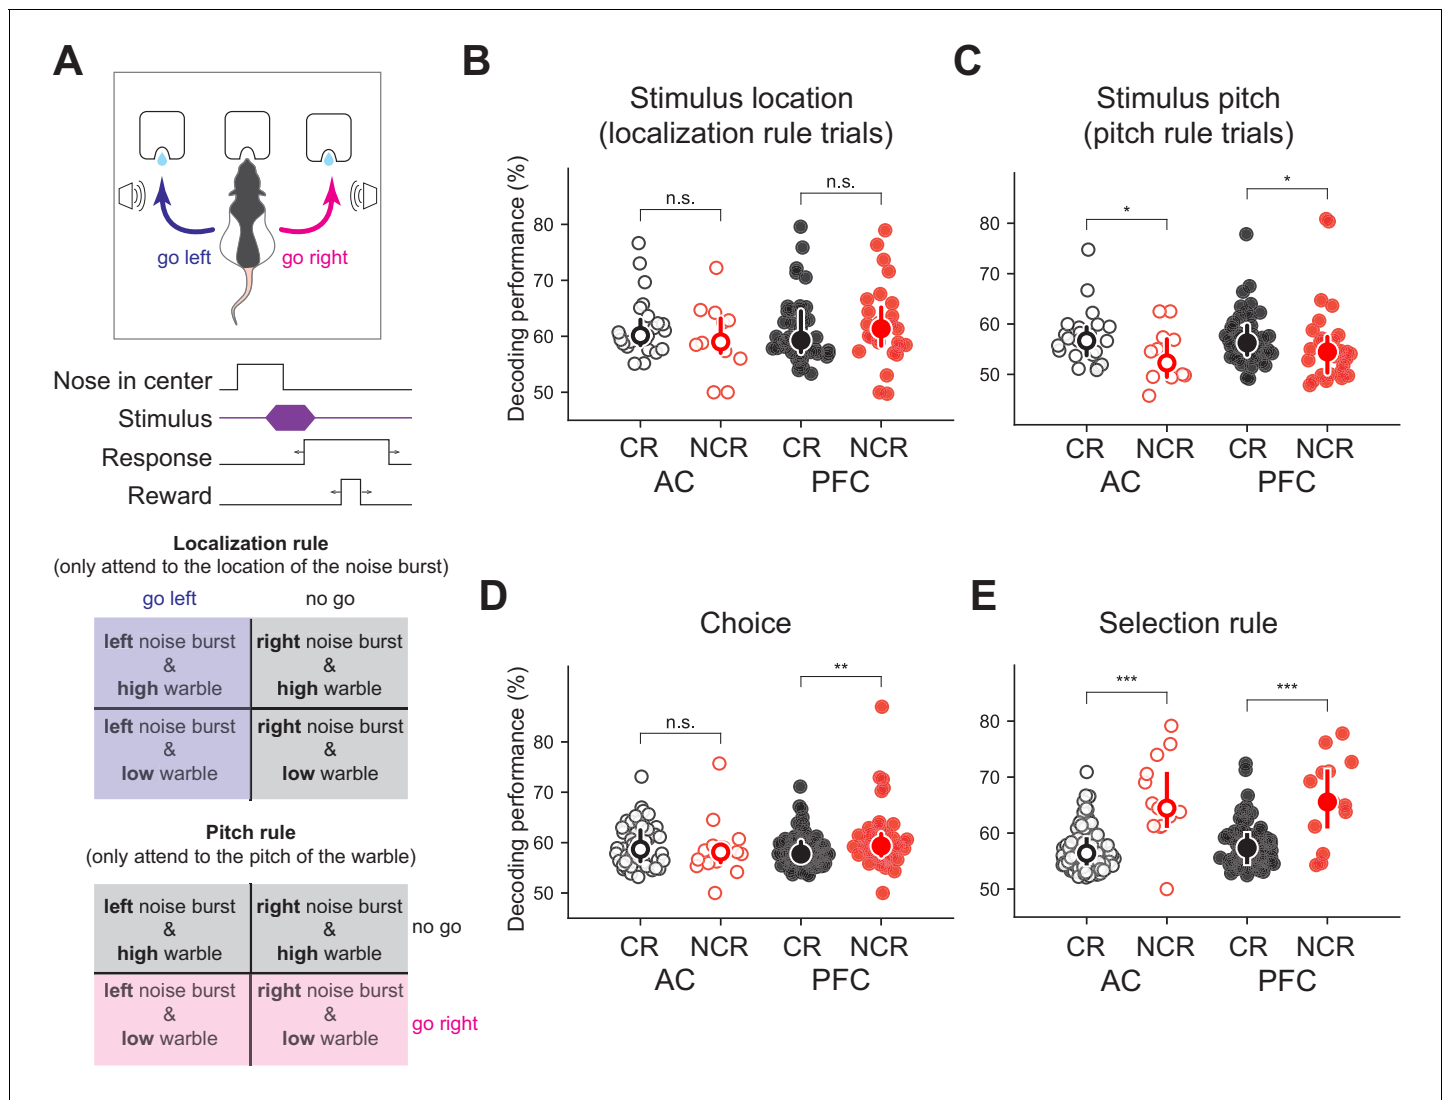 A
go left
go right
Nose in center
Stimulus
Response
Reward
Localization rule
(only attend to the location of the noise burst)
go left
no go
left noise burst
&
high warble
right noise burst
&
high warble
left noise burst
&
low warble
right noise burst
&
low warble
Pitch rule
(only attend to the pitch of the warble)
left noise burst
&
high warble
right noise burst
&
high warble
no go
left noise burst
&
low warble
right noise burst
&
low warble
go right
B
Stimulus location
(localization rule trials)
Decoding performance (%)
80
70
60
50
n.s.
n.s.
CR
NCR
CR
NCR
AC
PFC
C
Stimulus pitch
(pitch rule trials)
80
70
60
50
*
*
CR
NCR
CR
NCR
AC
PFC
D
Choice
Decoding performance (%)
80
70
60
50
n.s.
**
CR
NCR
CR
NCR
AC
PFC
E
Selection rule
80
70
60
50
***
***
CR
NCR
CR
NCR
AC
PFC